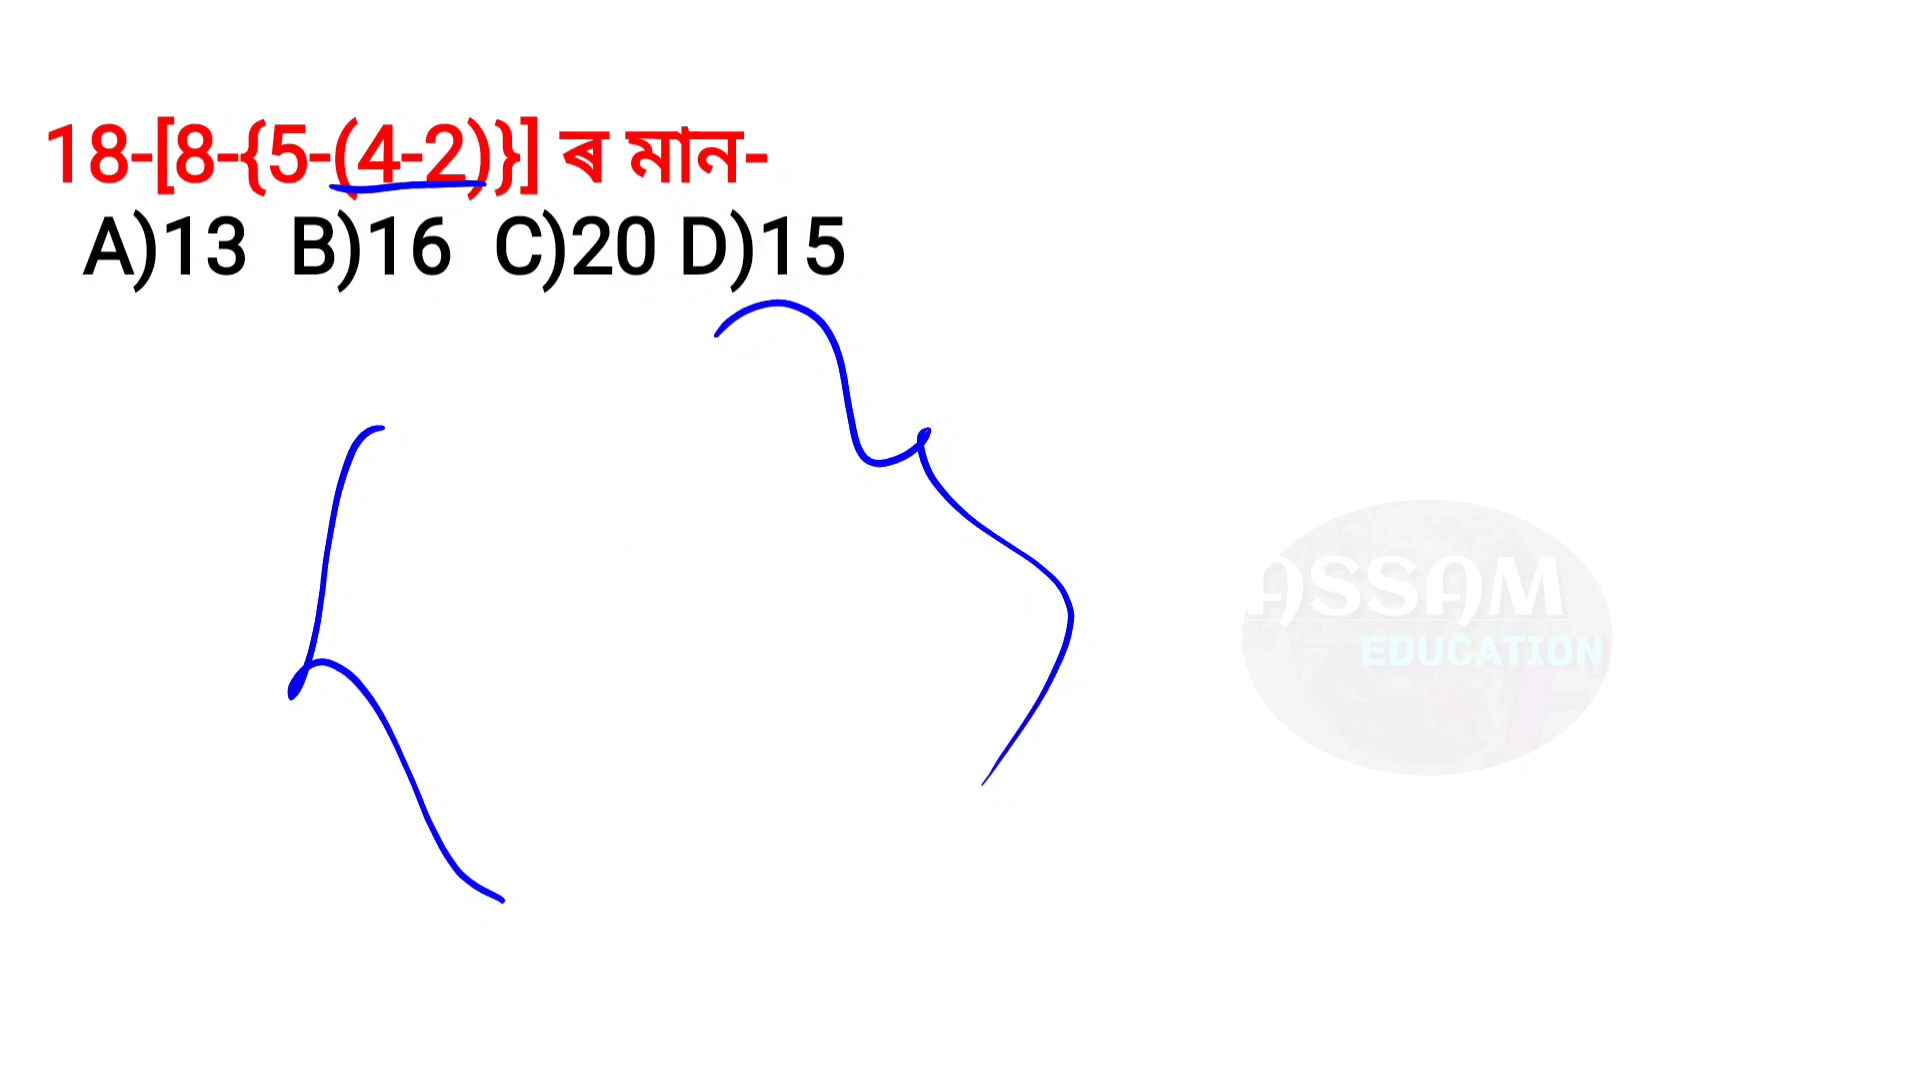 18-[8-{5-(4-2)}] ৰ মান-
A)13 B)16 C)20 D)15
ASSAM
EDUCATION